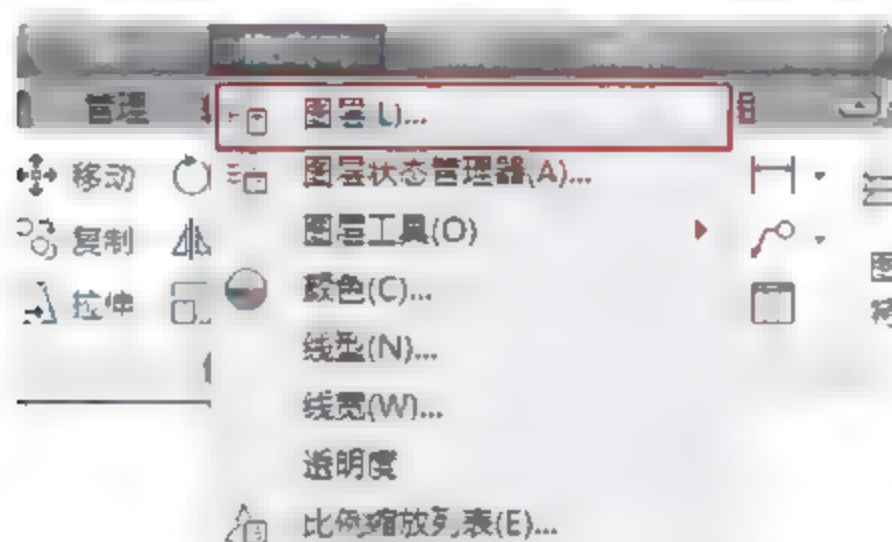 管理
图层(L)...
移动
图层状态管理器(A)...
复制
图层工具(O)
拉伸
颜色(C)...
线型(N)...
线宽(W)...
透明度
比例缩放列表(E)...